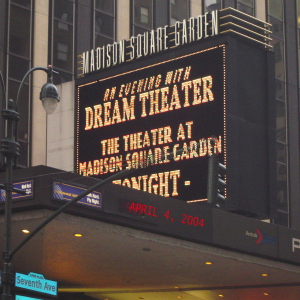 MADISON SQUARE GARDEN
AN EVENING WITH
DREAM THEATER
THE THEATER AT
MADISON SQUARE GARDEN
TONIGHT -
APRIL 4, 2004
Seventh Ave